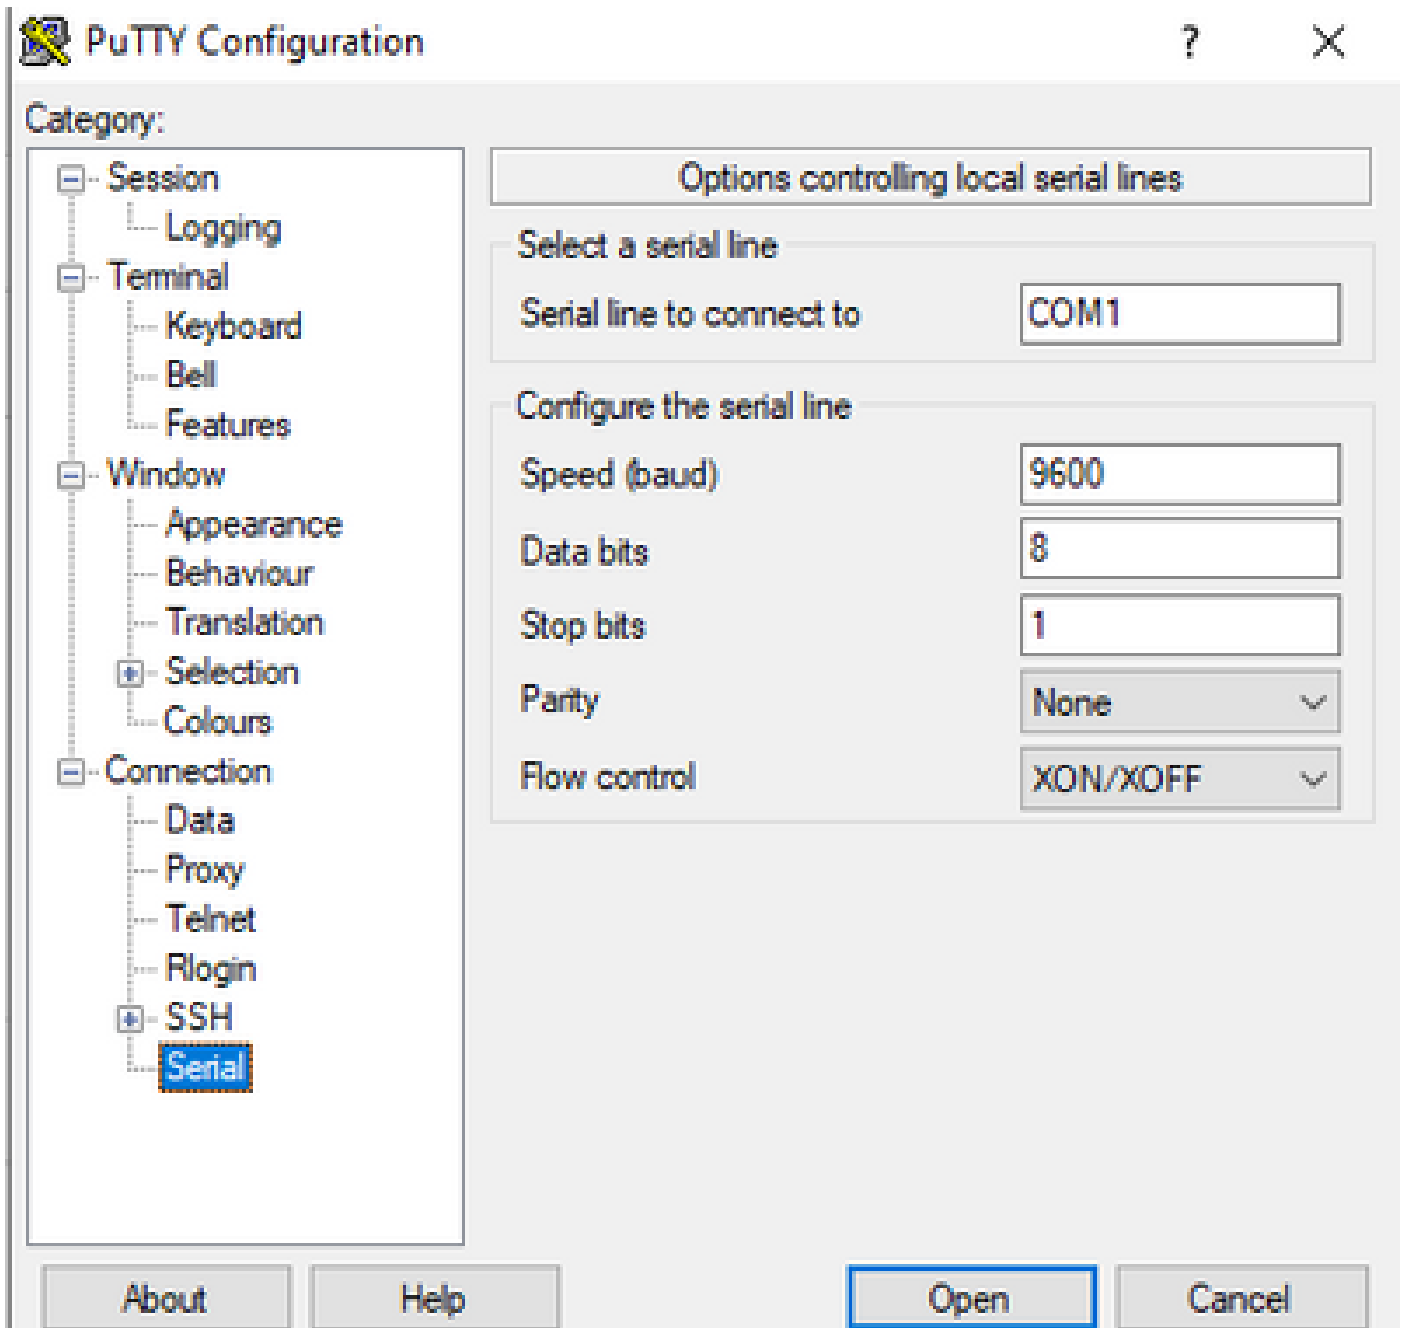 PuTTY Configuration
?
Category:
Session
Logging
Terminal
Keyboard
Bell
Features
Window
Appearance
Behaviour
Translation
Selection
Colours
Connection
Data
Proxy
Telnet
Rlogin
SSH
Serial
Options controlling local serial lines
Select a serial line
Serial line to connect to COM1
Configure the serial line
Speed (baud) 9600
Data bits 8
Stop bits 1
Parity None
Flow control XON/XOFF
About Help Open Cancel